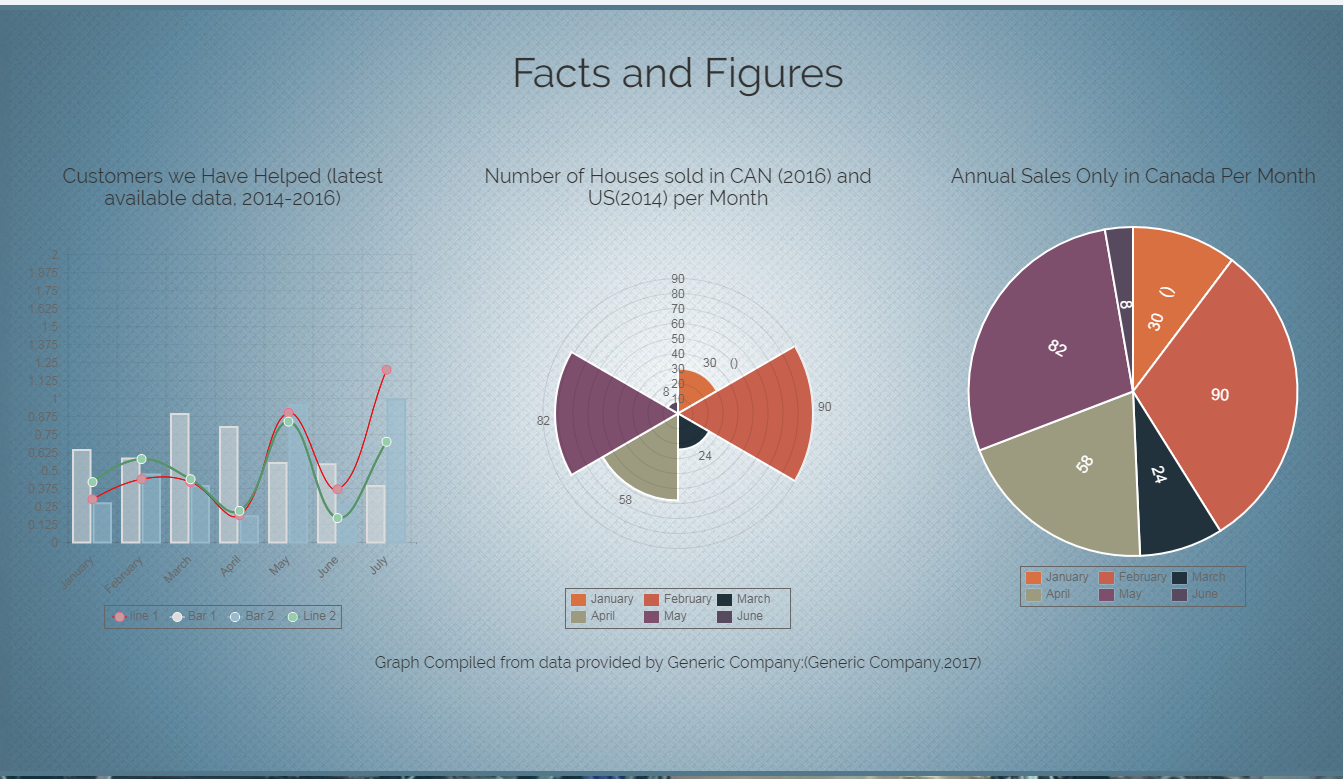 Facts and Figures
Customers we Have Helped (latest
available data, 2014-2016)
2
1.875
1.75
1.625
1.5
1.375
1.25
1.125
1
0.875
0.75
0.625
0.5
0.375
0.25
0.125
0
January
February
March
April
May
June
July
line 1
Bar 1
Bar 2
Line 2
Number of Houses sold in CAN (2016) and
US(2014) per Month
90
80
70
60
50
40
30
20
10
30 ()
90
24
58
82
8
January February March
April May June
Annual Sales Only in Canada Per Month
30 ()
90
24
58
82
8
January February March
April May June
Graph Compiled from data provided by Generic Company:(Generic Company,2017)